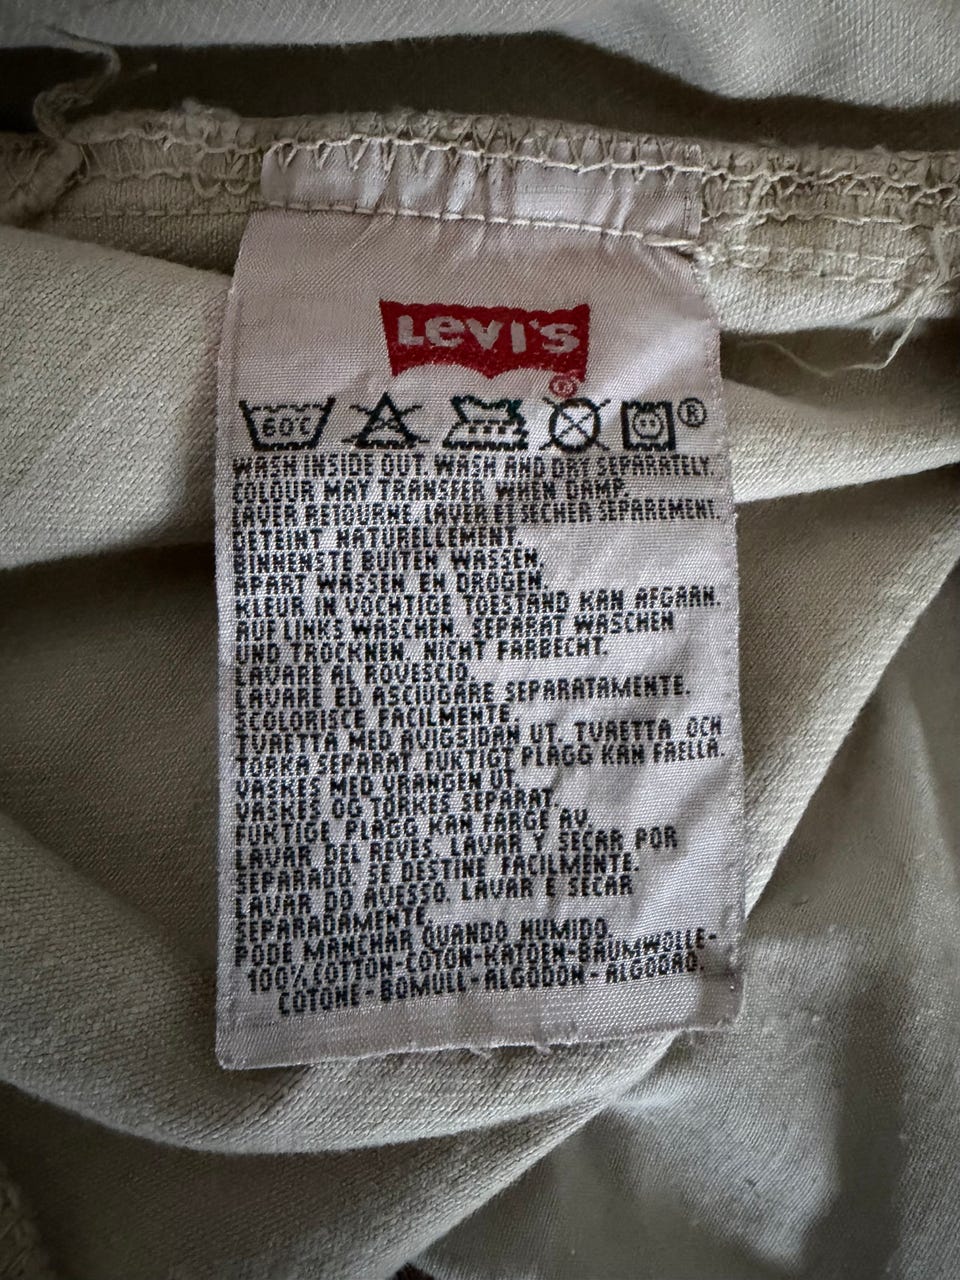 LEVI'S
®
60°C
®
WASH INSIDE OUT. WASH AND DRY SEPARATELY.
COLOUR MAY TRANSFER WHEN DAMP.
LAVER RETOURNE. LAVER ET SECHER SEPAREMENT.
DETEINT NATURELLEMENT.
BINNENSTE BUITEN WASSEN.
APART WASSEN EN DROGEN.
KLEUR IN VOCHTIGE TOESTAND KAN AFGAAN.
AUF LINKS WASCHEN. SEPARAT WASCHEN
UND TROCKNEN. NICHT FARBECHT.
LAVARE AL ROVESCIO.
LAVARE ED ASCIUGARE SEPARATAMENTE.
SCOLORISCE FACILMENTE.
TVAETTA MED AVIGSIDAN UT. TVAETTA OCH
TORKA SEPARAT. FUKTIGT PLAGG KAN FAELLA.
VASKES MED VRANGEN UT.
VASKES OG TORKES SEPARAT.
FUKTIGE PLAGG KAN FARGE AV.
LAVAR DEL REVES. LAVAR Y SECAR POR
SEPARADO. SE DESTINE FACILMENTE.
LAVAR DO AVESSO. LAVAR E SECAR
SEPARADAMENTE.
PODE MANCHAR QUANDO HUMIDO.
100% COTTON-COTON-KATOEN-BAUMWOLLE-
COTONE-BOMULL-ALGODON-ALGODAO.